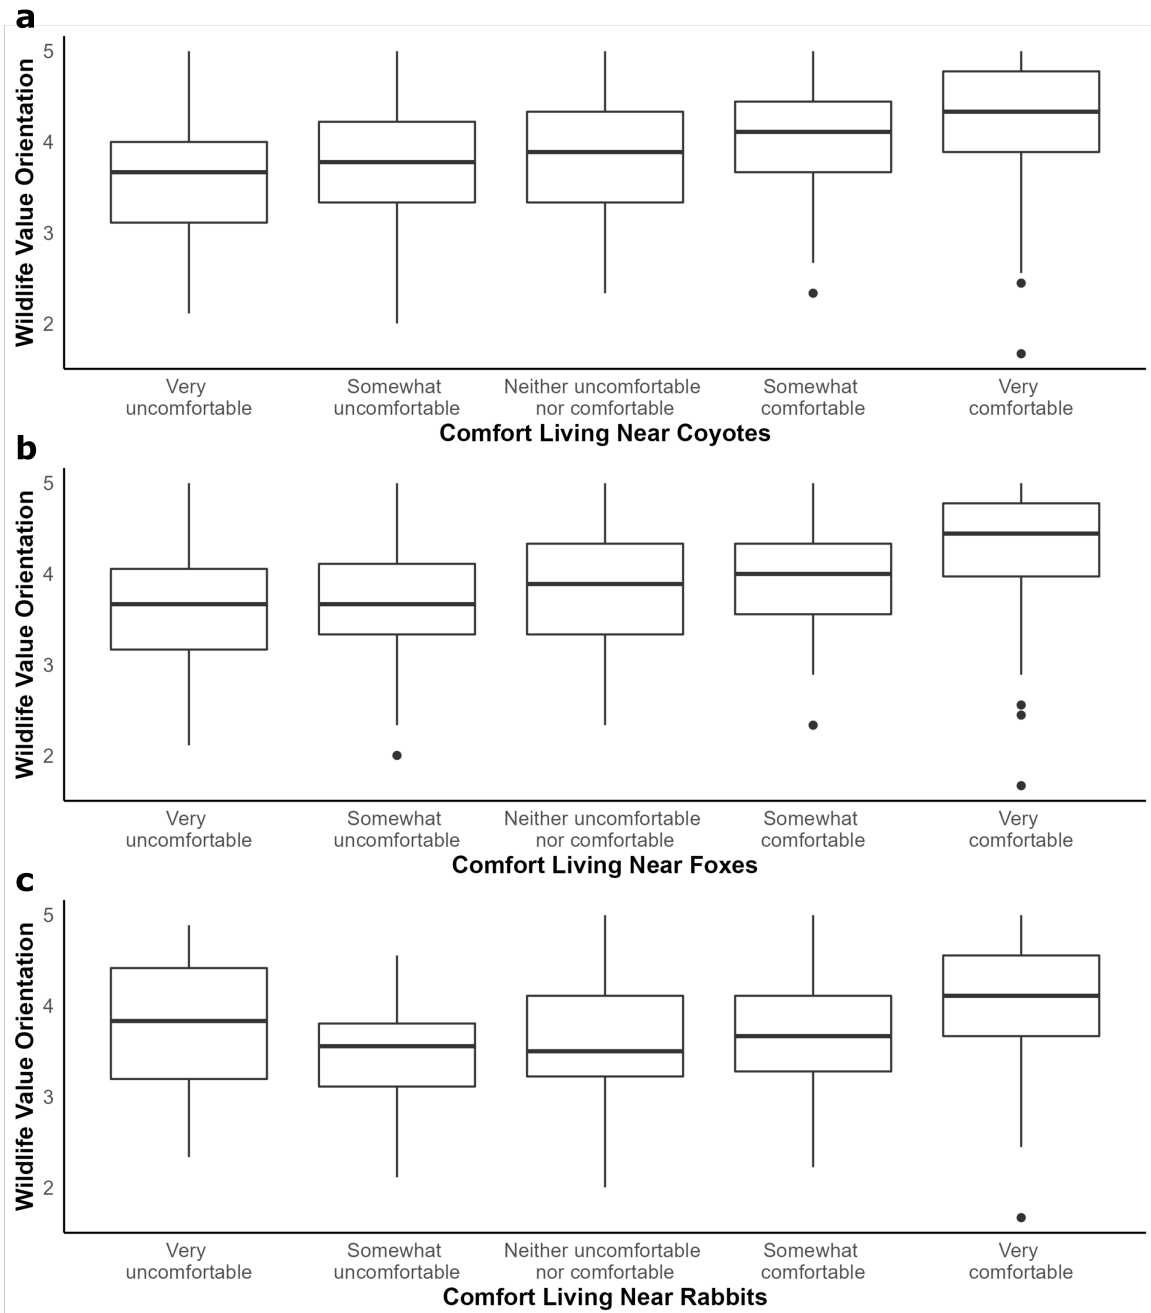 a
Wildlife Value Orientation
5
4
3
2
Very
uncomfortable
Somewhat
uncomfortable
Neither uncomfortable
nor comfortable
Somewhat
comfortable
Very
comfortable
Comfort Living Near Coyotes
b
Wildlife Value Orientation
5
4
3
2
Very
uncomfortable
Somewhat
uncomfortable
Neither uncomfortable
nor comfortable
Somewhat
comfortable
Very
comfortable
Comfort Living Near Foxes
c
Wildlife Value Orientation
5
4
3
2
Very
uncomfortable
Somewhat
uncomfortable
Neither uncomfortable
nor comfortable
Somewhat
comfortable
Very
comfortable
Comfort Living Near Rabbits